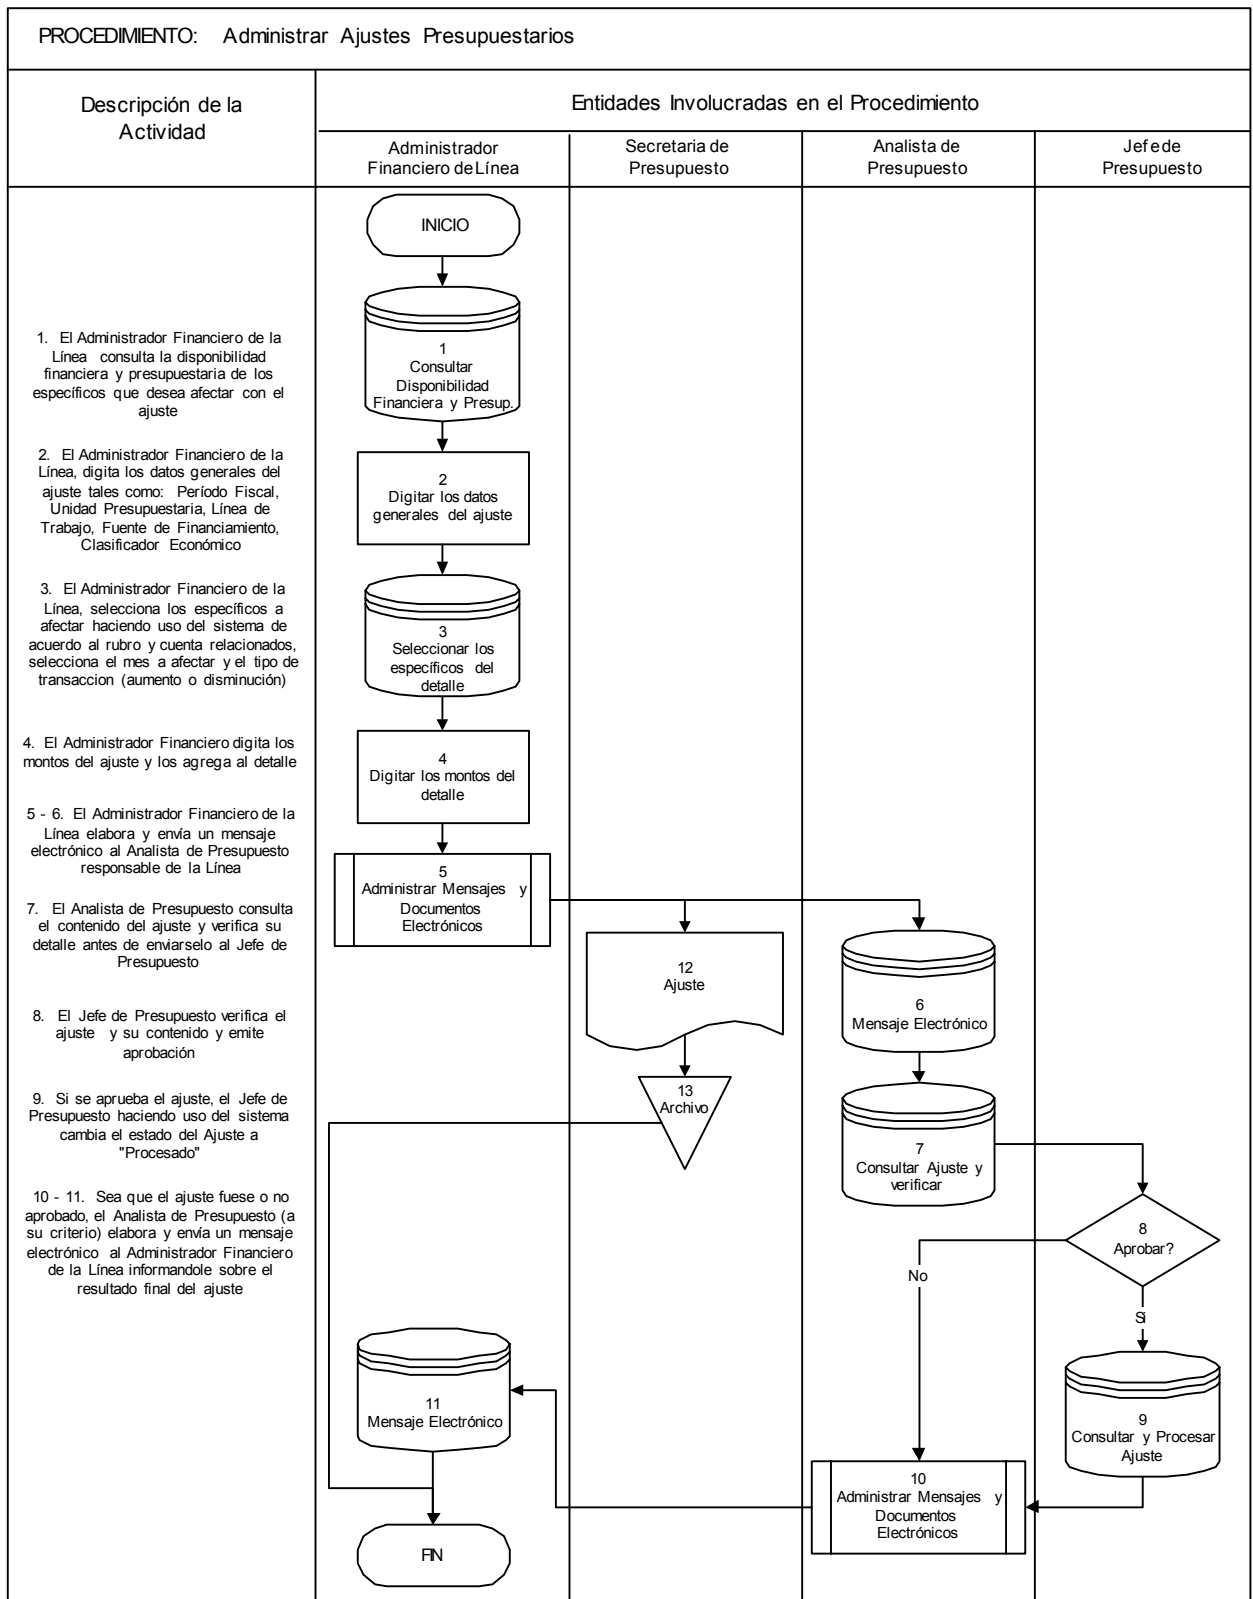 PROCEDIMIENTO: Administrar Ajustes Presupuestarios
Descripción de la
Actividad
Entidades Involucradas en el Procedimiento
Administrador
Financiero de Línea
Secretaria de
Presupuesto
Analista de
Presupuesto
Jefe de
Presupuesto
1. El Administrador Financiero de la
Línea consulta la disponibilidad
financiera y presupuestaria de los
específicos que desea afectar con el
ajuste
2. El Administrador Financiero de la
Línea, digita los datos generales del
ajuste tales como: Período Fiscal,
Unidad Presupuestaria, Línea de
Trabajo, Fuente de Financiamiento,
Clasificador Económico
3. El Administrador Financiero de la
Línea, selecciona los específicos a
afectar haciendo uso del sistema de
acuerdo al rubro y cuenta relacionados,
selecciona el mes a afectar y el tipo de
transaccion (aumento o disminución)
4. El Administrador Financiero digita los
montos del ajuste y los agrega al detalle
5 - 6. El Administrador Financiero de la
Línea elabora y envía un mensaje
electrónico al Analista de Presupuesto
responsable de la Línea
7. El Analista de Presupuesto consulta
el contenido del ajuste y verifica su
detalle antes de enviarselo al Jefe de
Presupuesto
8. El Jefe de Presupuesto verifica el
ajuste y su contenido y emite
aprobación
9. Si se aprueba el ajuste, el Jefe de
Presupuesto haciendo uso del sistema
cambia el estado del Ajuste a
"Procesado"
10 - 11. Sea que el ajuste fuese o no
aprobado, el Analista de Presupuesto (a
su criterio) elabora y envía un mensaje
electrónico al Administrador Financiero
de la Línea informandole sobre el
resultado final del ajuste
INICIO
1
Consultar
Disponibilidad
Financiera y Presup.
2
Digitar los datos
generales del ajuste
3
Seleccionar los
específicos del
detalle
4
Digitar los montos del
detalle
5
Administrar Mensajes y
Documentos
Electrónicos
12
Ajuste
13
Archivo
6
Mensaje Electrónico
7
Consultar Ajuste y
verificar
8
Aprobar?
No
Si
9
Consultar y Procesar
Ajuste
10
Administrar Mensajes y
Documentos
Electrónicos
11
Mensaje Electrónico
FIN